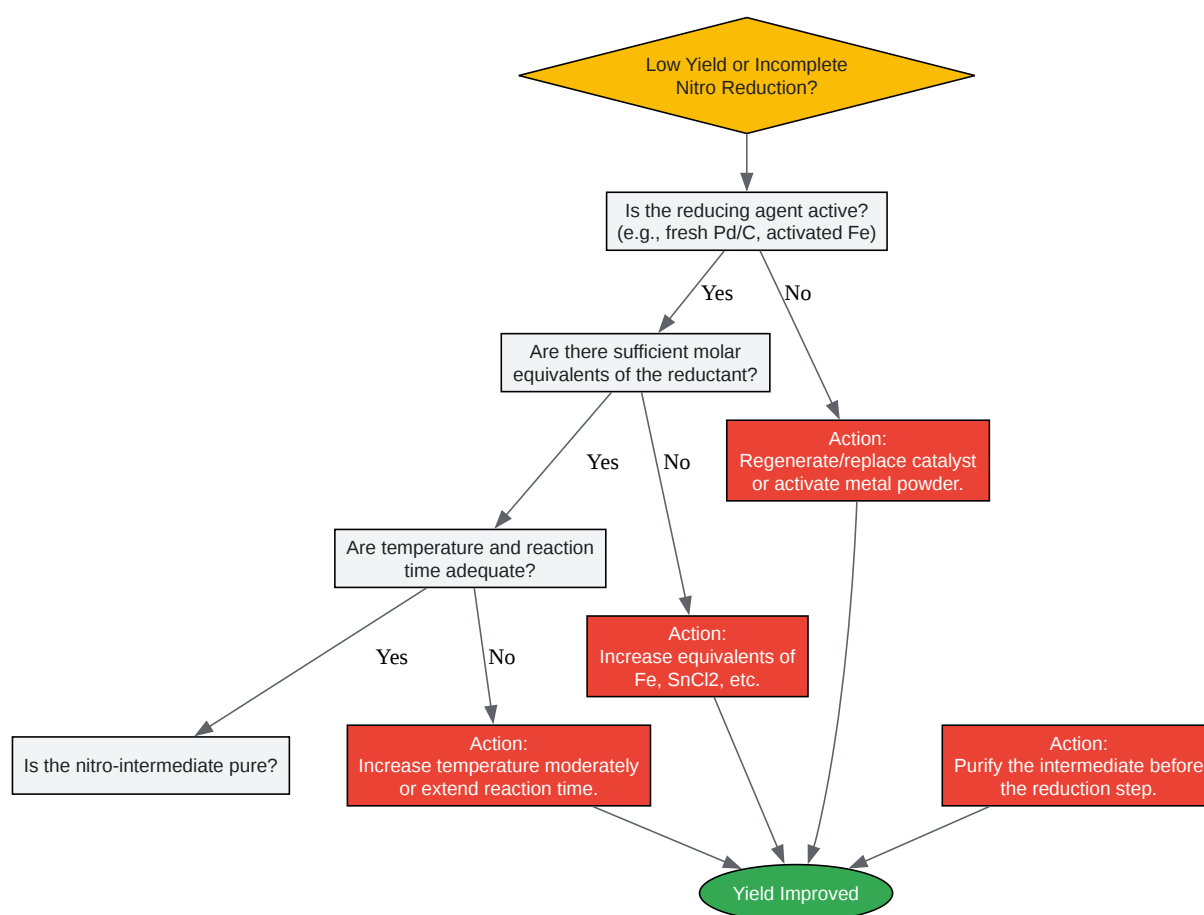 Low Yield or Incomplete
Nitro Reduction?
Is the reducing agent active?
(e.g., fresh Pd/C, activated Fe)
Yes
No
Are there sufficient molar
equivalents of the reductant?
Action:
Regenerate/replace catalyst
or activate metal powder.
Yes
No
Are temperature and reaction
time adequate?
Action:
Increase equivalents of
Fe, SnCl2, etc.
Yes
No
Is the nitro-intermediate pure?
Action:
Increase temperature moderately
or extend reaction time.
Action:
Purify the intermediate before
the reduction step.
Yield Improved